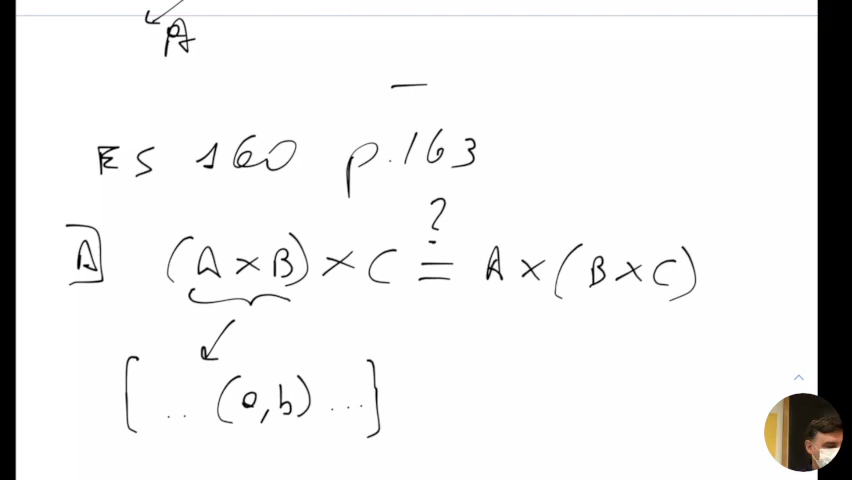 A
ES 160 p.163
A (A × B) × C ?= A × (B × C)
{ .. (a,b) ... }